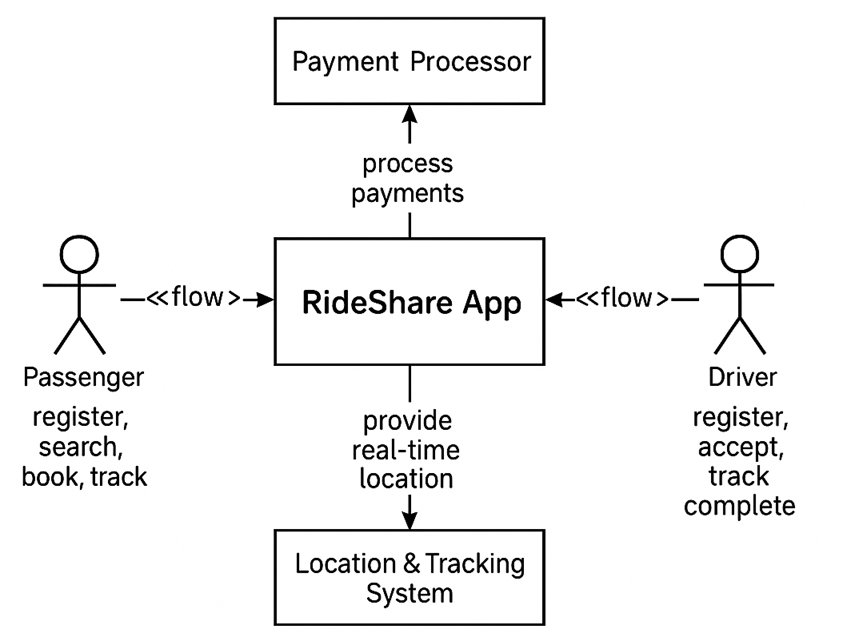 Payment Processor
process
payments
<<flow>>
RideShare App
<<flow>>
Passenger
register,
search,
book, track
provide
real-time
location
Driver
register,
accept,
track
complete
Location & Tracking
System